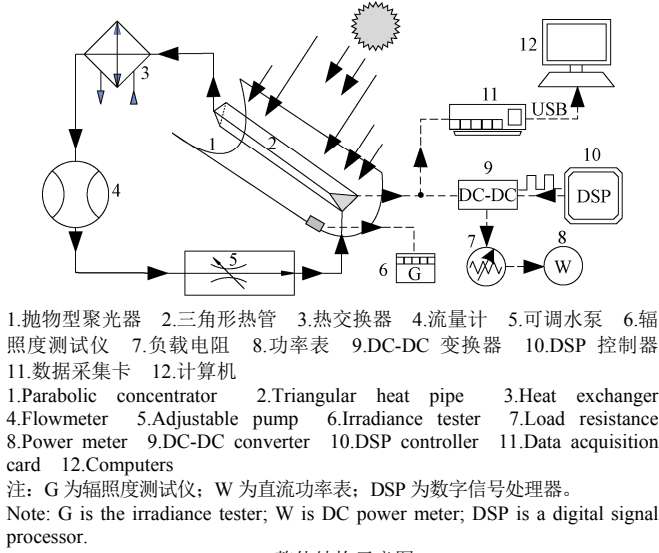 12
11
USB
3
1
2
9
10
DC-DC
DSP
4
7
8
5
6
G
W
1.抛物型聚光器 2.三角形热管 3.热交换器 4.流量计 5.可调水泵 6.辐
照度测试仪 7.负载电阻 8.功率表 9.DC-DC 变换器 10.DSP 控制器
11.数据采集卡 12.计算机
1.Parabolic concentrator 2.Triangular heat pipe 3.Heat exchanger
4.Flowmeter 5.Adjustable pump 6.Irradiance tester 7.Load resistance
8.Power meter 9.DC-DC converter 10.DSP controller 11.Data acquisition
card 12.Computers
注：G 为辐照度测试仪；W 为直流功率表；DSP 为数字信号处理器。
Note: G is the irradiance tester; W is DC power meter; DSP is a digital signal
processor.